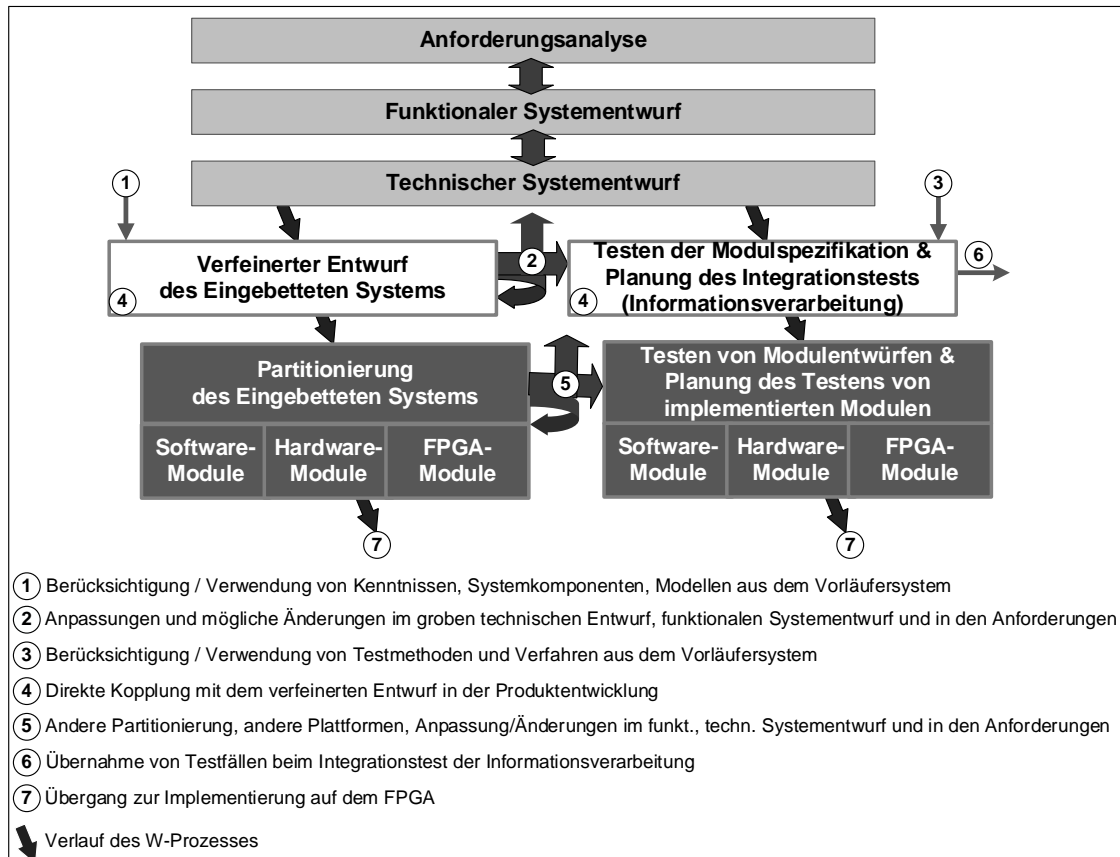 Anforderungsanalyse
Funktionaler Systementwurf
Technischer Systementwurf
1
3
Verfeinerter Entwurf
des Eingebetteten Systems
4
2
Testen der Modulspezifikation &
Planung des Integrationstests
(Informationsverarbeitung)
4
6
Partitionierung
des Eingebetteten Systems
Software-
Module
Hardware-
Module
FPGA-
Module
5
Testen von Modulentwürfen &
Planung des Testens von
implementierten Modulen
Software-
Module
Hardware-
Module
FPGA-
Module
7
7
1 Berücksichtigung / Verwendung von Kenntnissen, Systemkomponenten, Modellen aus dem Vorläufersystem
2 Anpassungen und mögliche Änderungen im groben technischen Entwurf, funktionalen Systementwurf und in den Anforderungen
3 Berücksichtigung / Verwendung von Testmethoden und Verfahren aus dem Vorläufersystem
4 Direkte Kopplung mit dem verfeinerten Entwurf in der Produktentwicklung
5 Andere Partitionierung, andere Plattformen, Anpassung/Änderungen im funkt., techn. Systementwurf und in den Anforderungen
6 Übernahme von Testfällen beim Integrationstest der Informationsverarbeitung
7 Übergang zur Implementierung auf dem FPGA
Verlauf des W-Prozesses